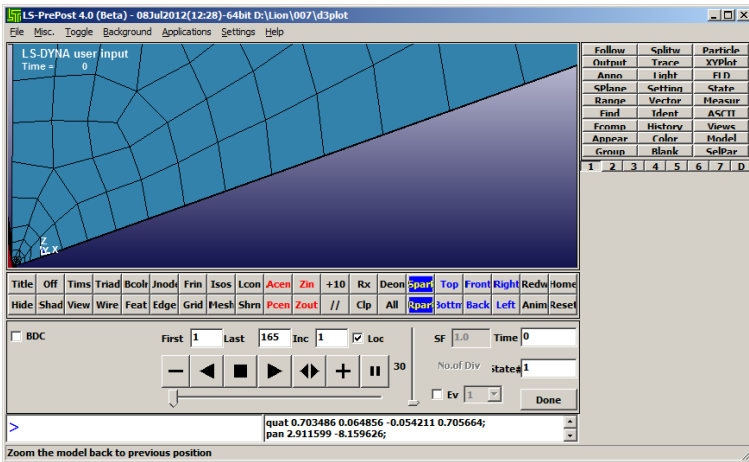 LS-PrePost 4.0 (Beta) - 08Jul2012(12:28)-64bit D:\Lion\007\d3plot
File Misc. Toggle Background Applications Settings Help
LS-DYNA user input
Time = 0
Z
Y X
Follow Splitw Particle
Output Trace XYPlot
Anno Light FLD
SPlane Setting State
Range Vector Measur
Find Ident ASCII
Fcomp History Views
Appear Color Model
Group Blank SelPar
1 2 3 4 5 6 7 D
Title Off Tims Triad Bcolr Jnode Frin Isos Lcon Acen Zin +10 Rx Deon Spart Top Front Right Redw Home
Hide Shad View Wire Feat Edge Grid Mesh Shrn Pcen Zout // Clp All Rpart Bottm Back Left Anim Reset
BDC First 1 Last 165 Inc 1 Loc SF 1.0 Time 0
30 No.of Div State# 1
Ev 1 Done
>
quat 0.703486 0.064856 -0.054211 0.705664;
pan 2.911599 -8.159626;
Zoom the model back to previous position